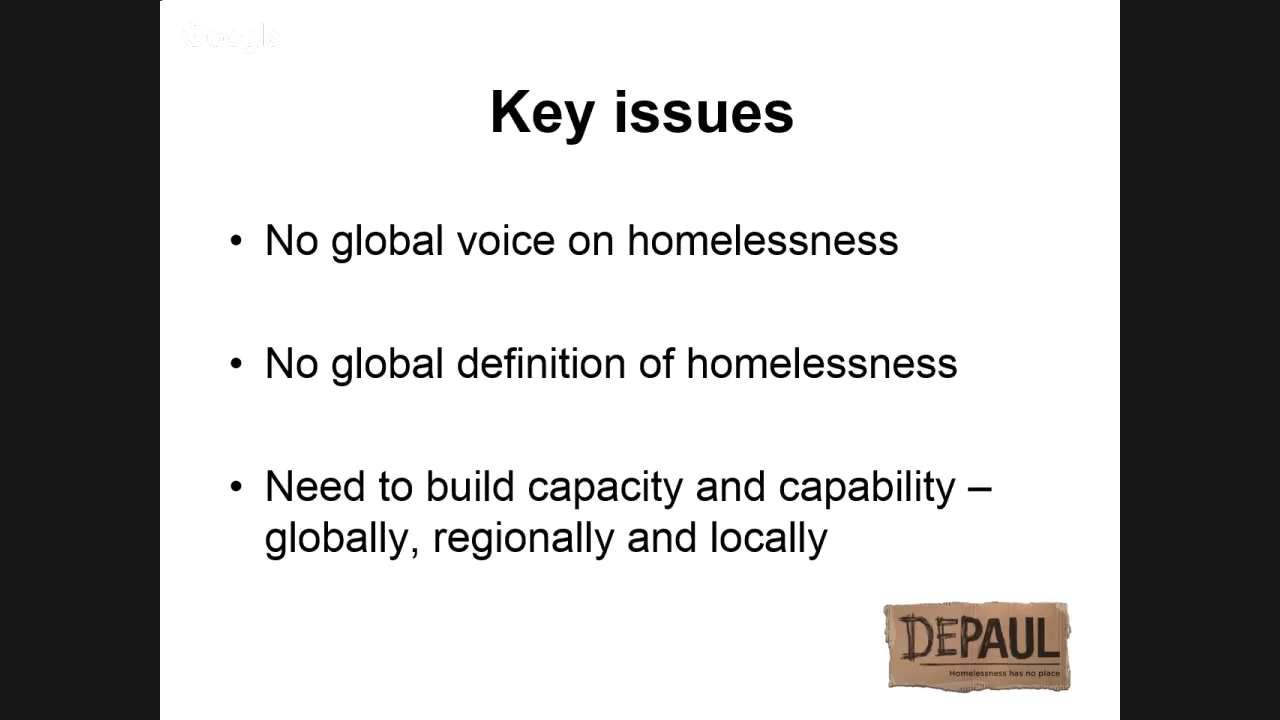 Google
Key issues
• No global voice on homelessness
• No global definition of homelessness
• Need to build capacity and capability –
globally, regionally and locally
DEPAUL
Homelessness has no place